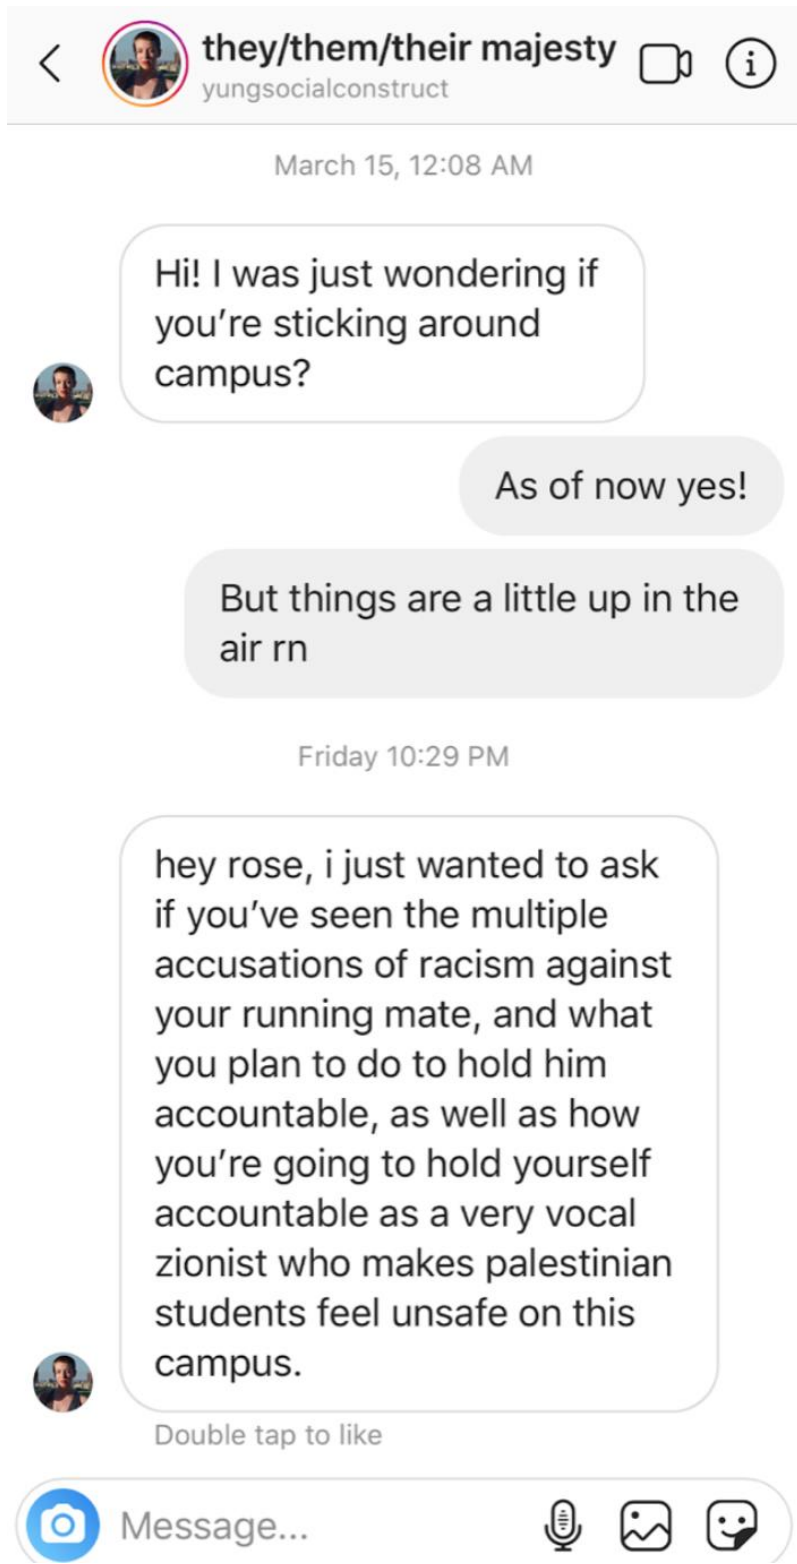 they/them/their majesty
yungsocialconstruct
March 15, 12:08 AM
Hi! I was just wondering if
you’re sticking around
campus?
As of now yes!
But things are a little up in the
air rn
Friday 10:29 PM
hey rose, i just wanted to ask
if you’ve seen the multiple
accusations of racism against
your running mate, and what
you plan to do to hold him
accountable, as well as how
you’re going to hold yourself
accountable as a very vocal
zionist who makes palestinian
students feel unsafe on this
campus.
Double tap to like
Message...